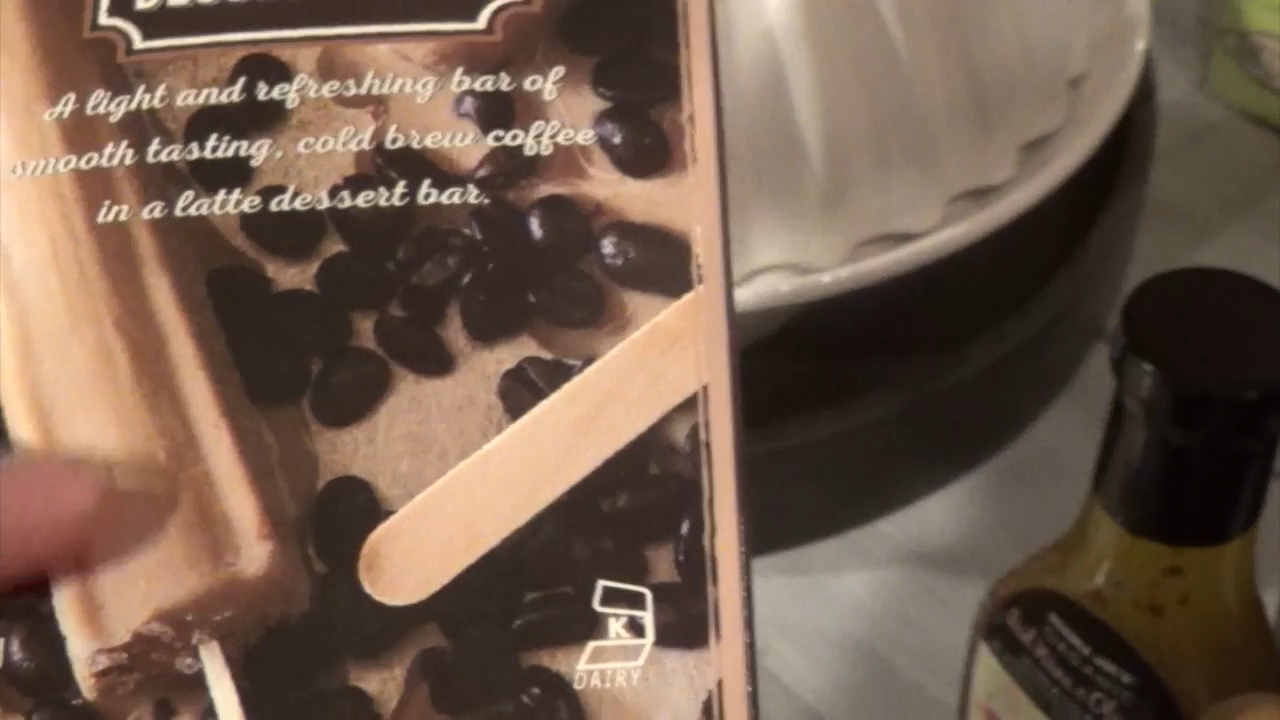 A light and refreshing bar of
smooth tasting, cold brew coffee
in a latte dessert bar.
K
DAIRY